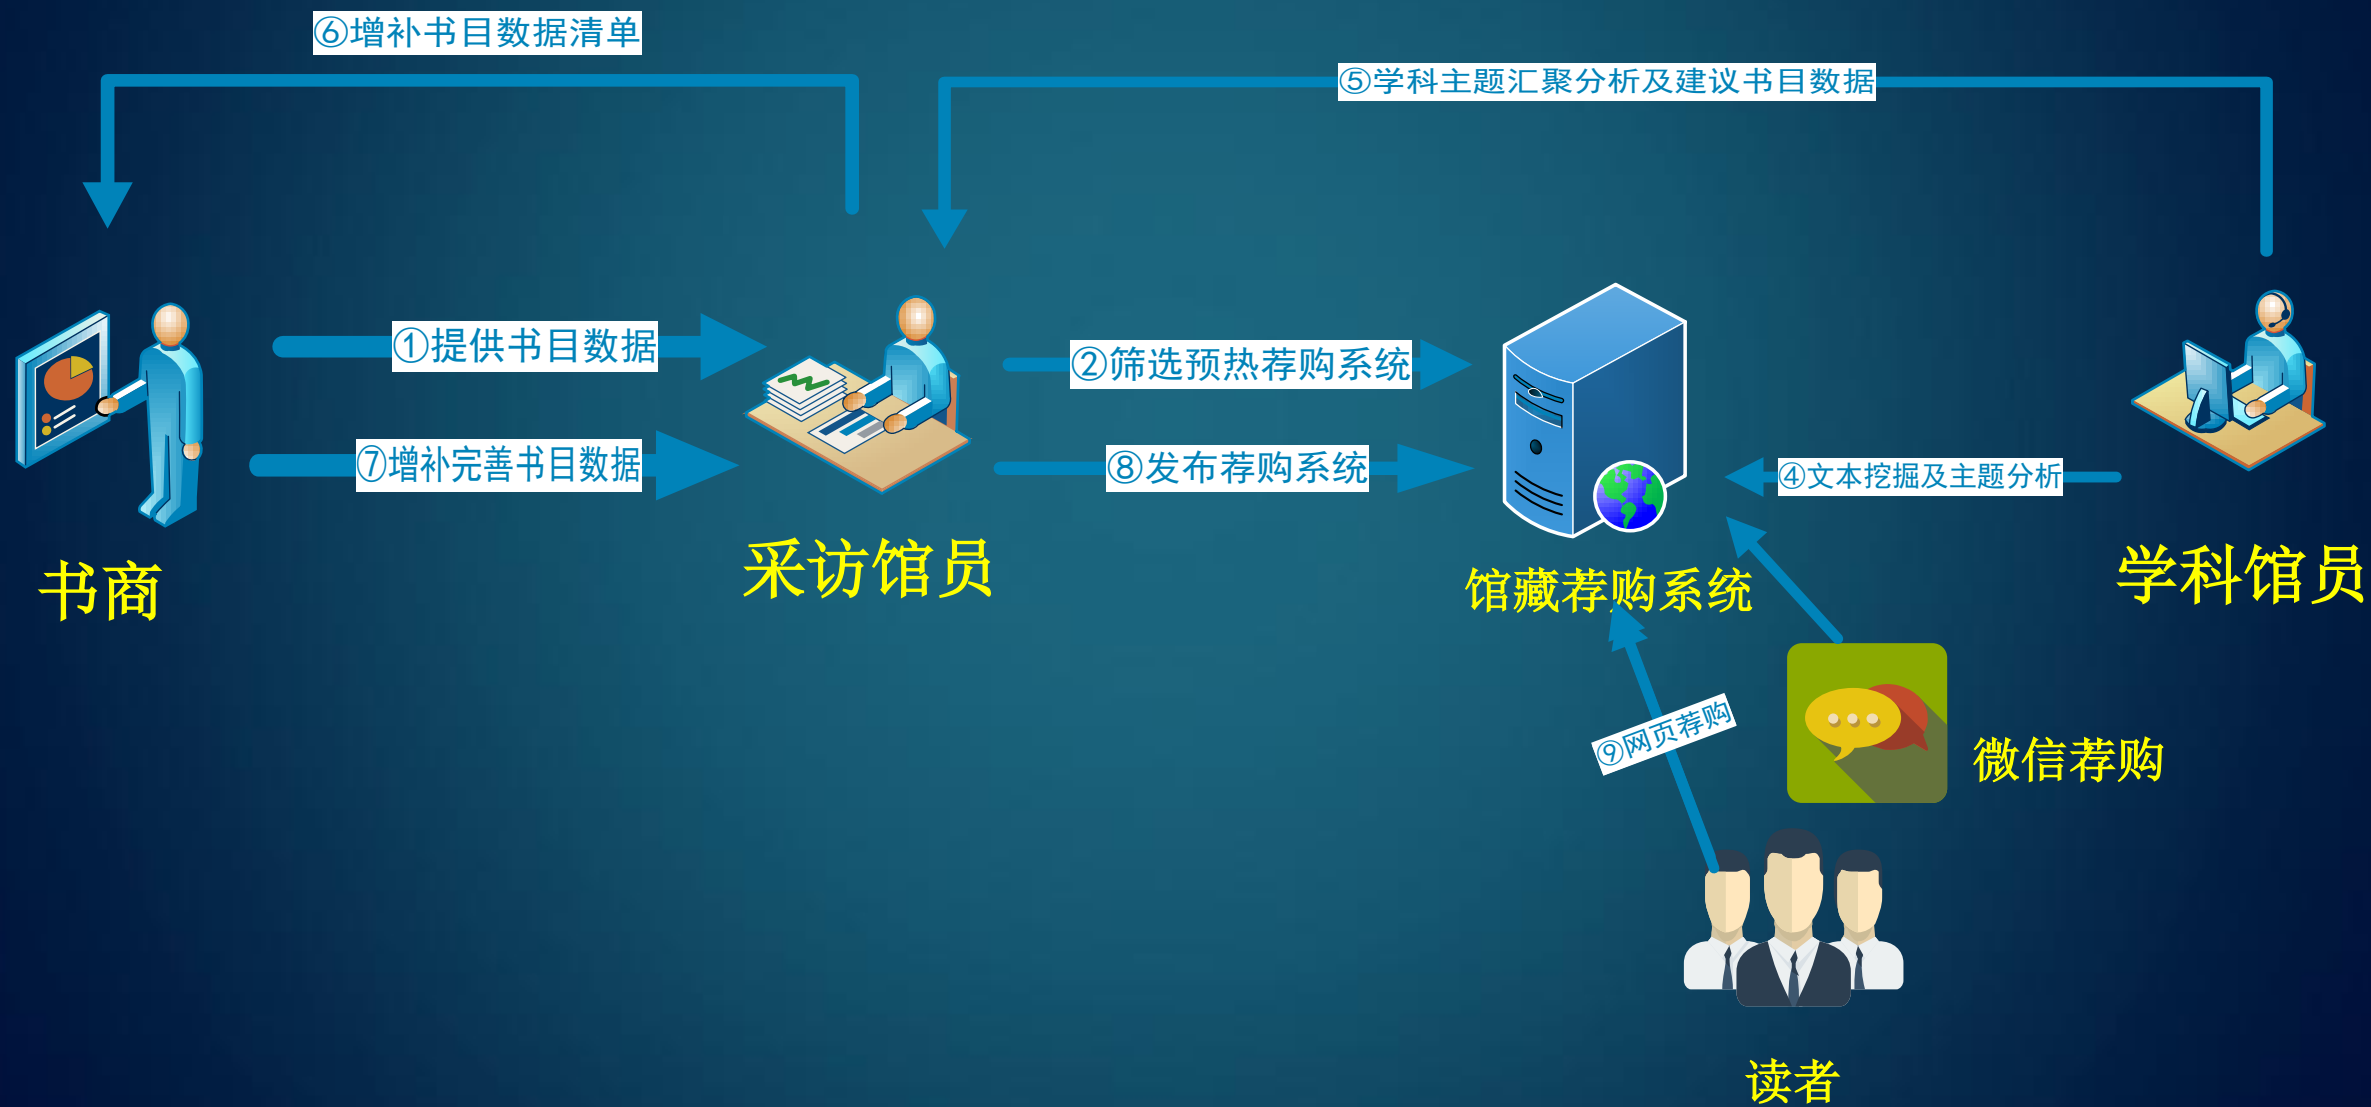 ⑥增补书目数据清单
⑤学科主题汇聚分析及建议书目数据
①提供书目数据
②筛选预热荐购系统
⑦增补完善书目数据
⑧发布荐购系统
④文本挖掘及主题分析
书商
采访馆员
馆藏荐购系统
学科馆员
⑨网页荐购
微信荐购
读者